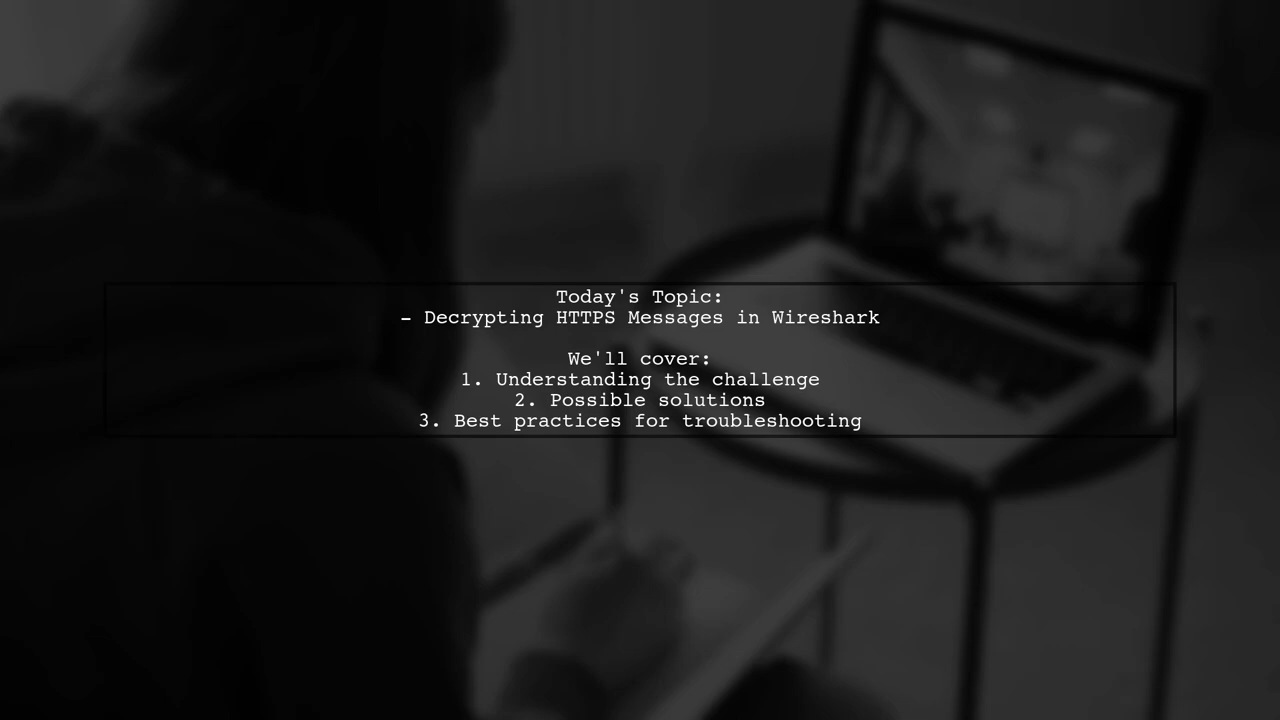 Today's Topic:
- Decrypting HTTPS Messages in Wireshark
We'll cover:
1. Understanding the challenge
2. Possible solutions
3. Best practices for troubleshooting